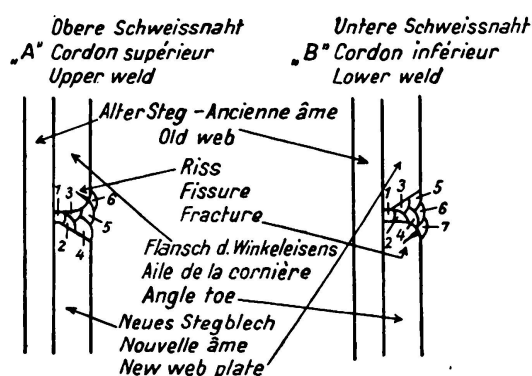 Obere Schweissnaht
„A" Cordon supérieur
Upper weld
Untere Schweissnaht
„B" Cordon inférieur
Lower weld
Alter Steg – Ancienne âme
Old web
Riss
Fissure
Fracture
1 3 6
5
2 4
1 3 5
6
2 4 7
Flansch d. Winkeleisens
Aile de la cornière
Angle toe
Neues Stegblech
Nouvelle âme
New web plate